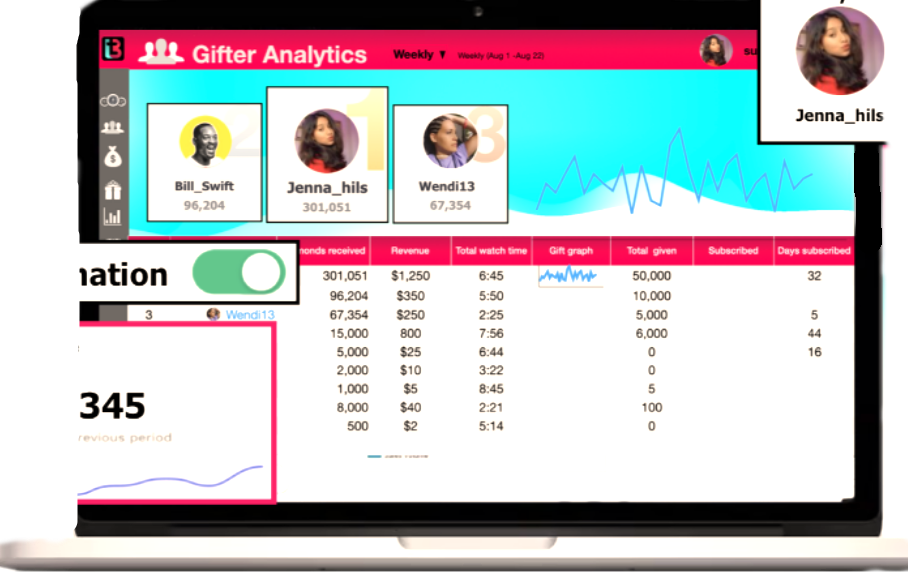 Gifter Analytics
Weekly ▼
Weekly (Aug 1 -Aug 22)
su
Jenna_hils
2
1
3
Bill_Swift
96,204
Jenna_hils
301,051
Wendi13
67,354
monds received Revenue Total watch time Gift graph Total given Subscribed Days subscribed
nation
301,051 $1,250 6:45 50,000 32
96,204 $350 5:50 10,000
3 Wendi13 67,354 $250 2:25 5,000 5
15,000 800 7:56 6,000 44
5,000 $25 6:44 0 16
2,000 $10 3:22 0
1,000 $5 8:45 5
8,000 $40 2:21 100
500 $2 5:14 0
345
revious period